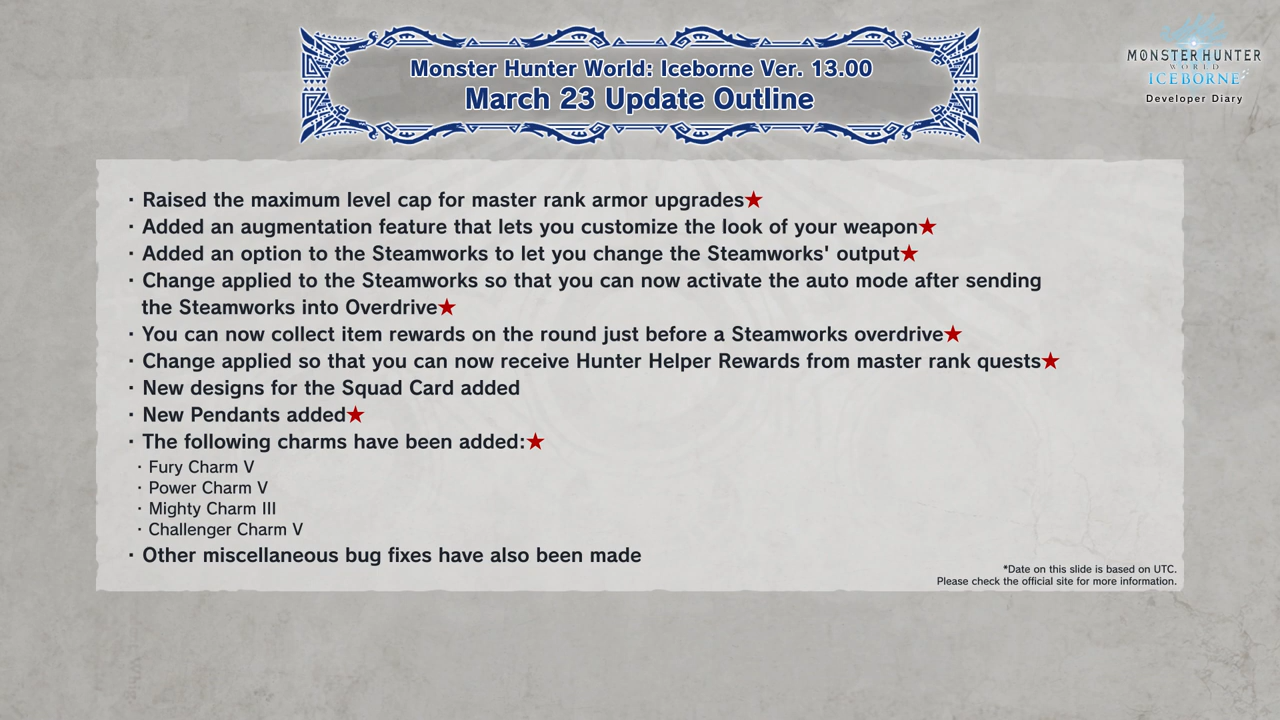 Monster Hunter World: Iceborne Ver. 13.00
March 23 Update Outline
MONSTER HUNTER
WORLD
ICEBORNE
Developer Diary
· Raised the maximum level cap for master rank armor upgrades★
· Added an augmentation feature that lets you customize the look of your weapon★
· Added an option to the Steamworks to let you change the Steamworks' output★
· Change applied to the Steamworks so that you can now activate the auto mode after sending
the Steamworks into Overdrive★
· You can now collect item rewards on the round just before a Steamworks overdrive★
· Change applied so that you can now receive Hunter Helper Rewards from master rank quests★
· New designs for the Squad Card added
· New Pendants added★
· The following charms have been added:★
· Fury Charm V
· Power Charm V
· Mighty Charm III
· Challenger Charm V
· Other miscellaneous bug fixes have also been made
*Date on this slide is based on UTC.
Please check the official site for more information.